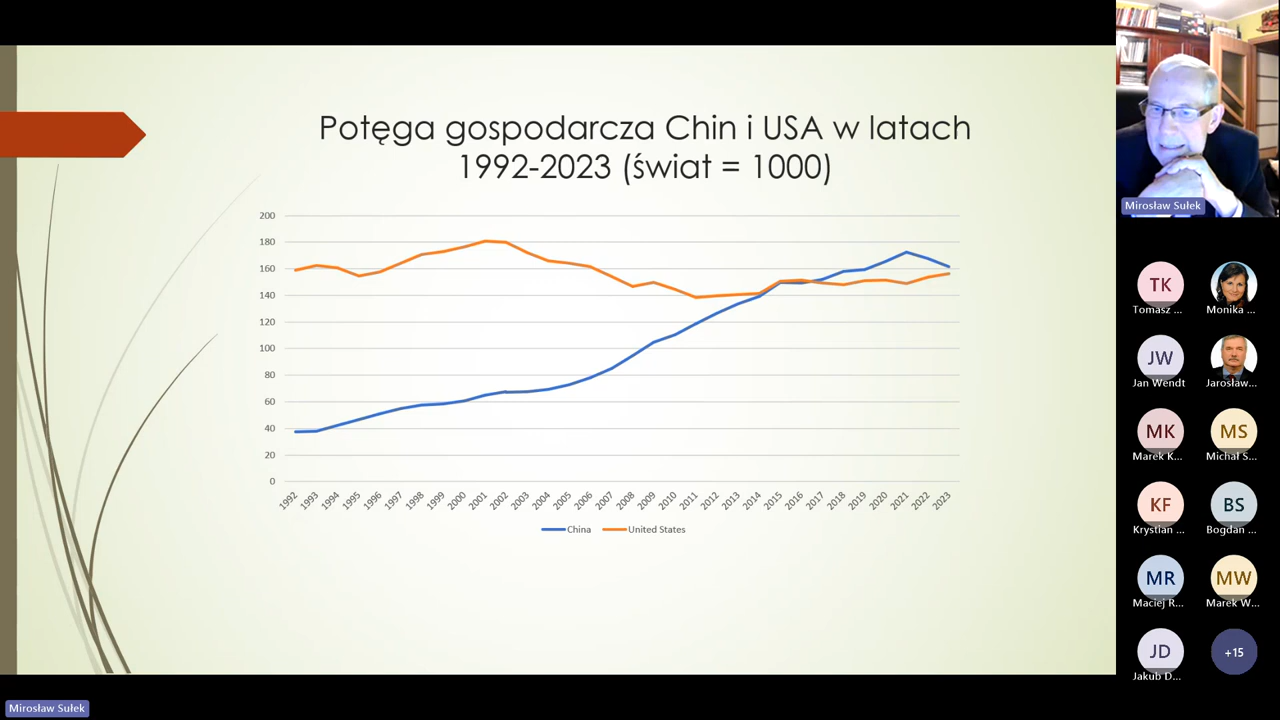 Potęga gospodarcza Chin i USA w latach
1992-2023 (świat = 1000)
200
180
160
140
120
100
80
60
40
20
0
1992 1993 1994 1995 1996 1997 1998 1999 2000 2001 2002 2003 2004 2005 2006 2007 2008 2009 2010 2011 2012 2013 2014 2015 2016 2017 2018 2019 2020 2021 2022 2023
China United States
Mirosław Sułek
TK
Tomasz ...
Monika ...
JW
Jan Wendt
Jarosław...
MK
Marek K...
MS
Michał S...
KF
Krystian ...
BS
Bogdan ...
MR
Maciej R...
MW
Marek W...
JD
Jakub D...
+15
Mirosław Sułek